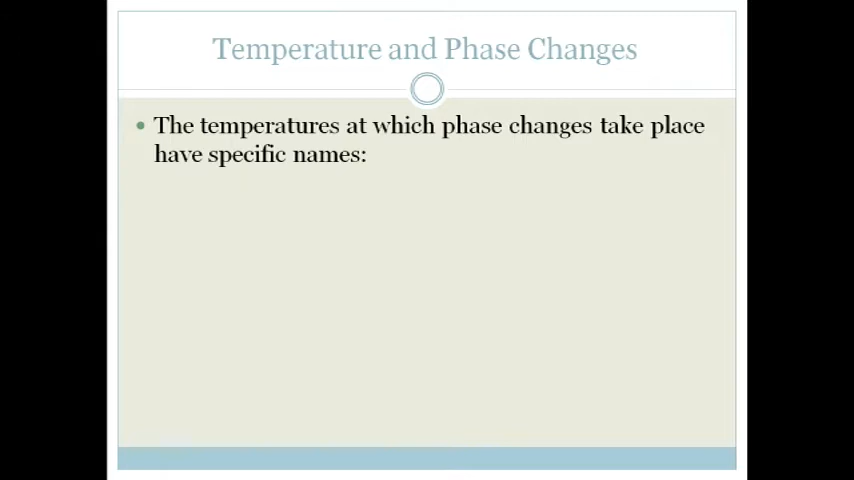 Temperature and Phase Changes
The temperatures at which phase changes take place
have specific names: